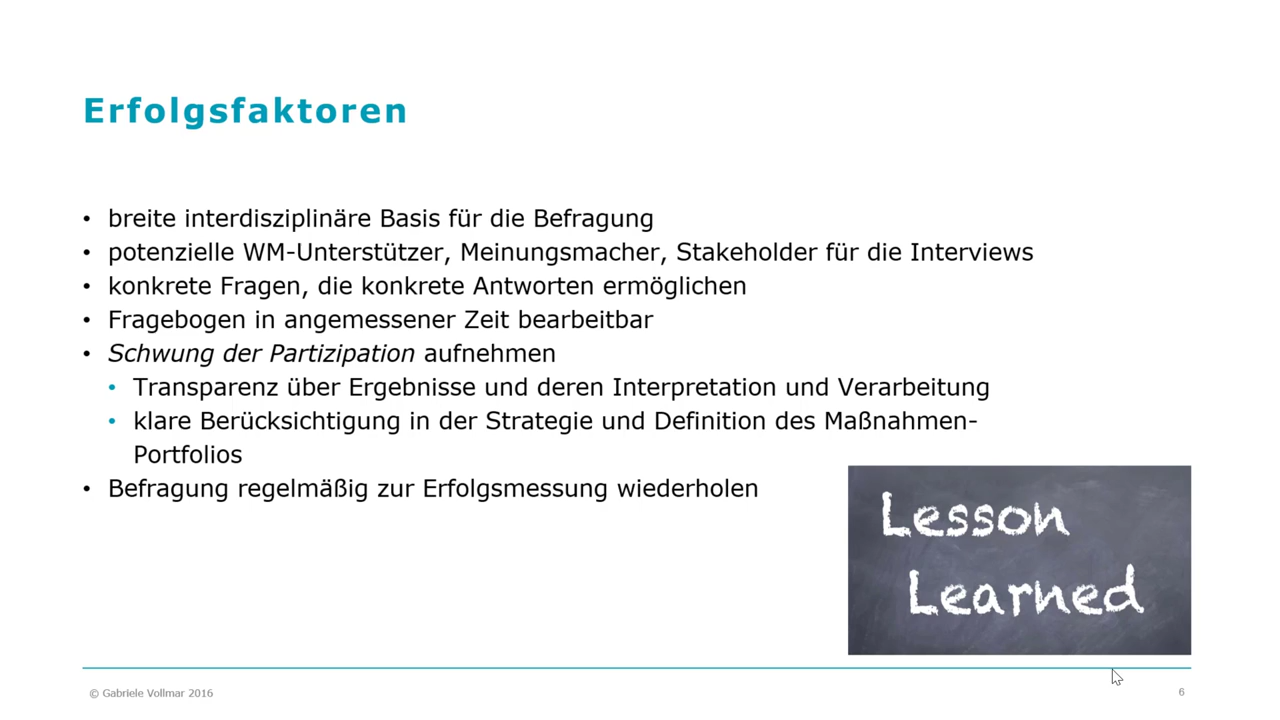 Erfolgsfaktoren
• breite interdisziplinäre Basis für die Befragung
• potenzielle WM-Unterstützer, Meinungsmacher, Stakeholder für die Interviews
• konkrete Fragen, die konkrete Antworten ermöglichen
• Fragebogen in angemessener Zeit bearbeitbar
• Schwung der Partizipation aufnehmen
• Transparenz über Ergebnisse und deren Interpretation und Verarbeitung
• klare Berücksichtigung in der Strategie und Definition des Maßnahmen-
Portfolios
• Befragung regelmäßig zur Erfolgsmessung wiederholen
Lesson
Learned
© Gabriele Vollmar 2016
6